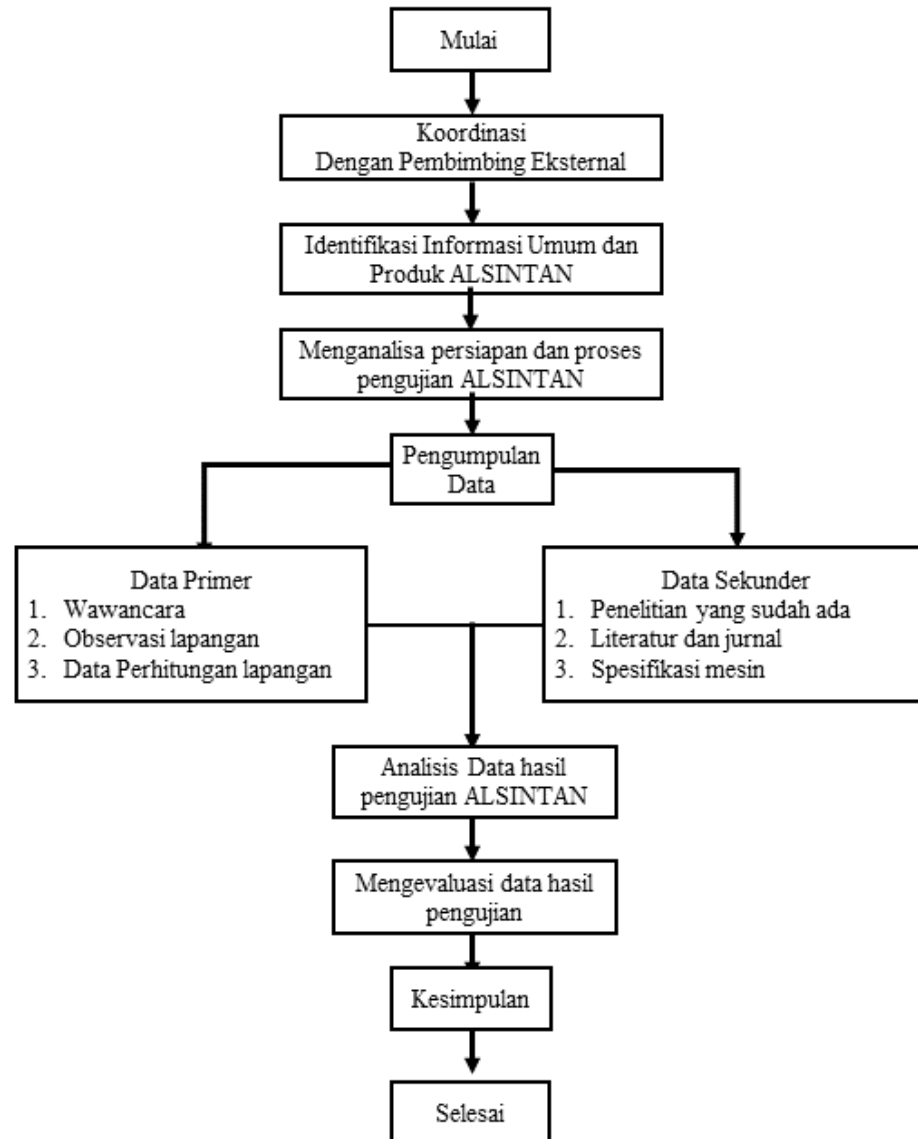 Mulai
Koordinasi
Dengan Pembimbing Eksternal
Identifikasi Informasi Umum dan
Produk ALSINTAN
Menganalisa persiapan dan proses
pengujian ALSINTAN
Pengumpulan
Data
Data Primer
1. Wawancara
2. Observasi lapangan
3. Data Perhitungan lapangan
Data Sekunder
1. Penelitian yang sudah ada
2. Literatur dan jurnal
3. Spesifikasi mesin
Analisis Data hasil
pengujian ALSINTAN
Mengevaluasi data hasil
pengujian
Kesimpulan
Selesai